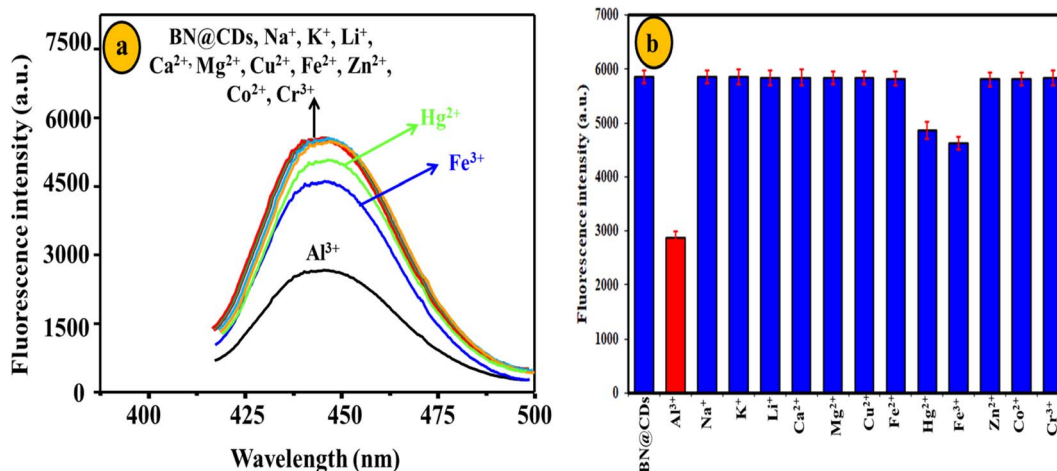 a
BN@CDs, Na⁺, K⁺, Li⁺,
Ca²⁺, Mg²⁺, Cu²⁺, Fe²⁺, Zn²⁺,
Co²⁺, Cr³⁺
Hg²⁺
Fe³⁺
Al³⁺
7500
6000
4500
3000
1500
0
400
425
450
475
500
Fluorescence intensity (a.u.)
Wavelength (nm)
b
7000
6000
5000
4000
3000
2000
1000
0
Fluorescence intensity (a.u.)
BN@CDs
Al³⁺
Na⁺
K⁺
Li⁺
Ca²⁺
Mg²⁺
Cu²⁺
Fe²⁺
Hg²⁺
Fe³⁺
Zn²⁺
Co²⁺
Cr³⁺